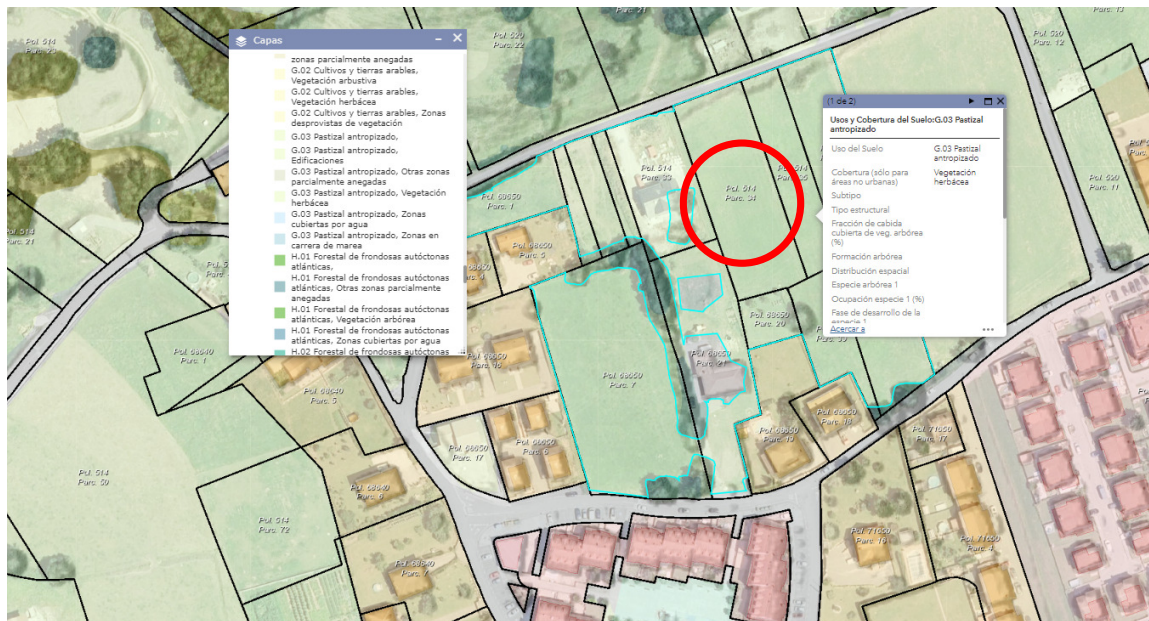 Capas
zonas parcialmente anegadas
G.02 Cultivos y tierras arables,
Vegetación arbustiva
G.02 Cultivos y tierras arables,
Vegetación herbácea
G.02 Cultivos y tierras arables, Zonas
desprovistas de vegetación
G.03 Pastizal antropizado,
G.03 Pastizal antropizado,
Edificaciones
G.03 Pastizal antropizado, Otras zonas
parcialmente anegadas
G.03 Pastizal antropizado, Vegetación
herbácea
G.03 Pastizal antropizado, Zonas
cubiertas por agua
G.03 Pastizal antropizado, Zonas en
carrera de marea
H.01 Forestal de frondosas autóctonas
atlánticas,
H.01 Forestal de frondosas autóctonas
atlánticas, Otras zonas parcialmente
anegadas
H.01 Forestal de frondosas autóctonas
atlánticas, Vegetación arbórea
H.01 Forestal de frondosas autóctonas
atlánticas, Zonas cubiertas por agua
H.02 Forestal de frondosas autóctonas
(1 de 2)
Usos y Cobertura del Suelo:G.03 Pastizal
antropizado
Uso del Suelo
G.03 Pastizal
antropizado
Cobertura (sólo para
áreas no urbanas)
Vegetación
herbácea
Subtipo
Tipo estructural
Fracción de cabida
cubierta de veg. arbórea
(%)
Formación arbórea
Distribución espacial
Especie arbórea 1
Ocupación especie 1 (%)
Fase de desarrollo de la
especie 1
Acercar a
Pol. 520
Parc. 22
Pol. 520
Parc. 12
Pol. 520
Parc. 11
Pol. 514
Parc. 33
Pol. 514
Parc. 34
Pol. 68650
Parc. 1
Pol. 68650
Parc. 5
Pol. 68650
Parc. 20
Pol. 68650
Parc. 21
Pol. 68650
Parc. 7
Pol. 68650
Parc. 16
Pol. 68640
Parc. 1
Pol. 68640
Parc. 5
Pol. 68650
Parc. 18
Pol. 68650
Parc. 19
Pol. 71650
Parc. 17
Pol. 68650
Parc. 17
Pol. 68650
Parc. 6
Pol. 514
Parc. 59
Pol. 68640
Parc. 6
Pol. 514
Parc. 72
Pol. 71650
Parc. 16
Pol. 71650
Parc. 4
Pol. 68640
Parc. 7